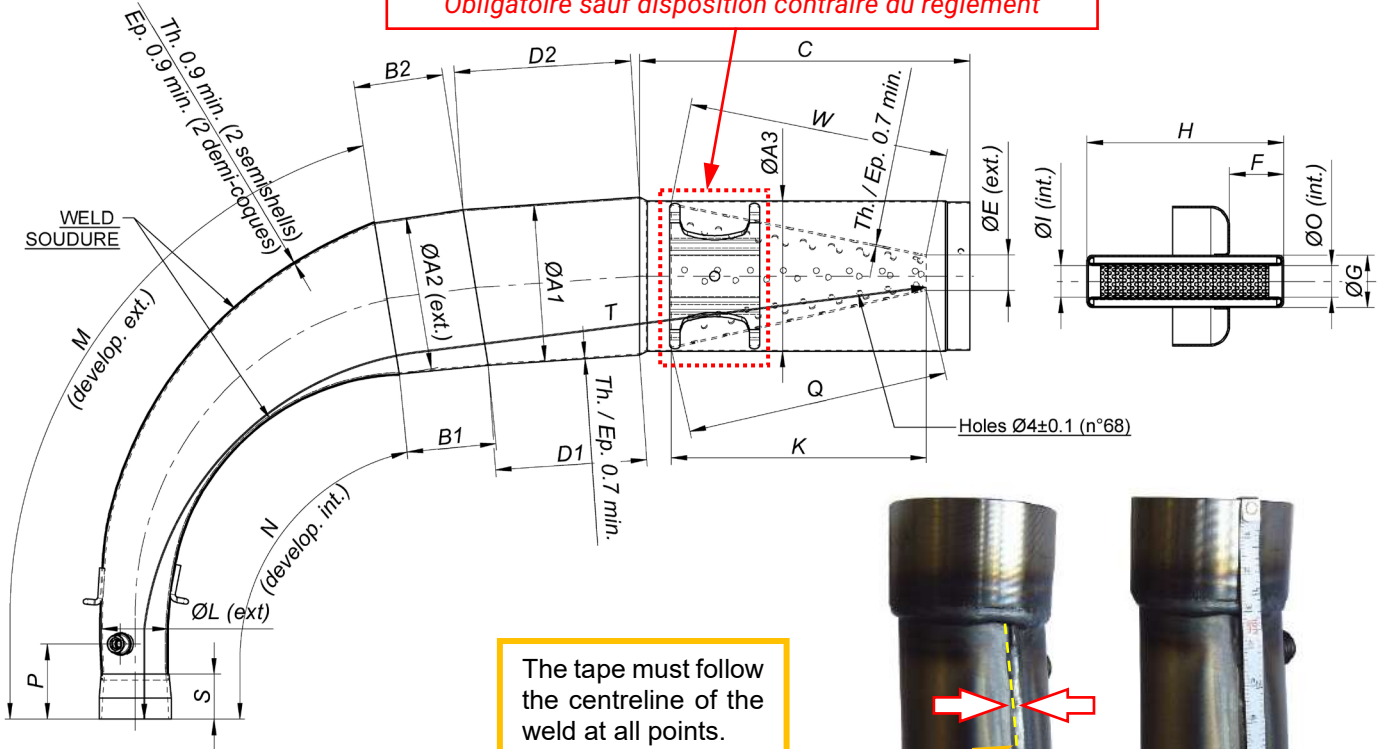 Obligatoire sauf disposition contraire du règlement
Th. 0.9 min. (2 semishells)
Ep. 0.9 min. (2 demi-coques)
B2
D2
C
W
Th. / Ep. 0.7 min.
ØA3
ØE (ext.)
H
F
ØI (int.)
ØO (int.)
ØG
WELD
SOUDURE
M
(develop. ext.)
ØA2 (ext.)
ØA1
T
Th. / Ep. 0.7 min.
Q
K
Holes Ø4±0.1 (n°68)
B1
D1
N
(develop. int.)
ØL (ext)
P
S
The tape must follow
the centreline of the
weld at all points.